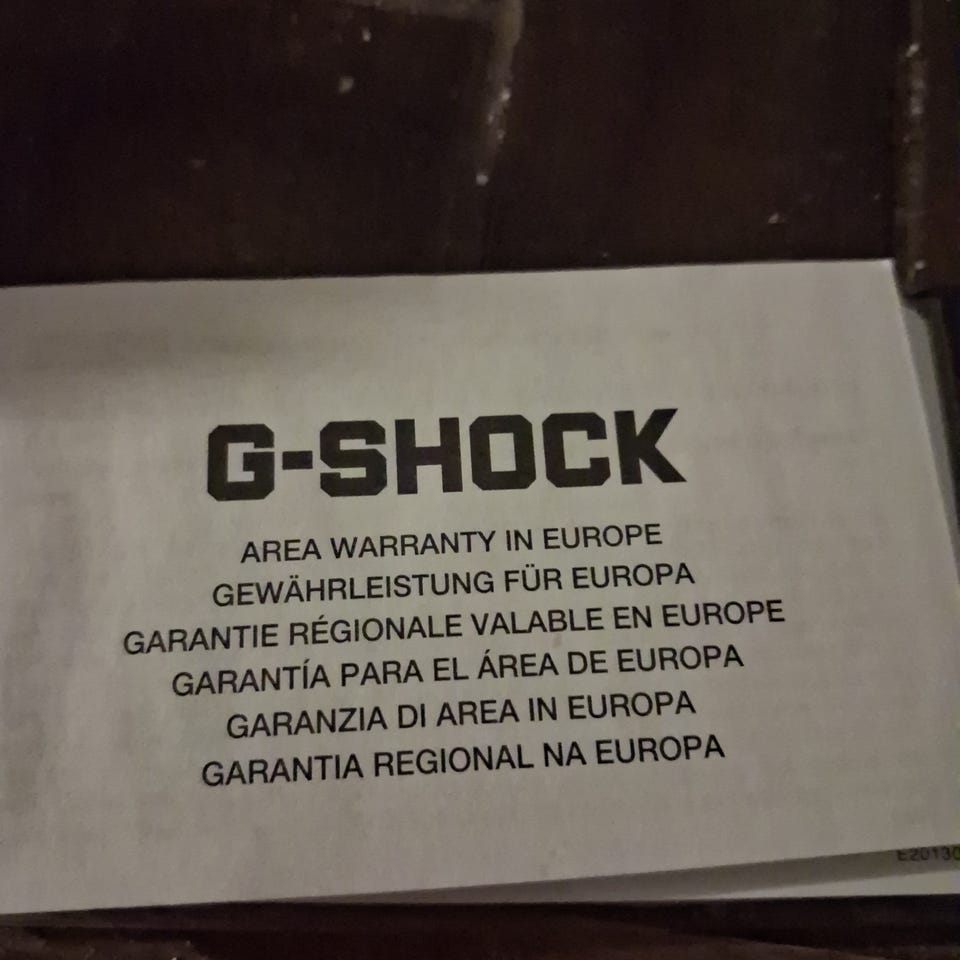 G-SHOCK
AREA WARRANTY IN EUROPE
GEWÄHRLEISTUNG FÜR EUROPA
GARANTIE RÉGIONALE VALABLE EN EUROPE
GARANTÍA PARA EL ÁREA DE EUROPA
GARANZIA DI AREA IN EUROPA
GARANTIA REGIONAL NA EUROPA